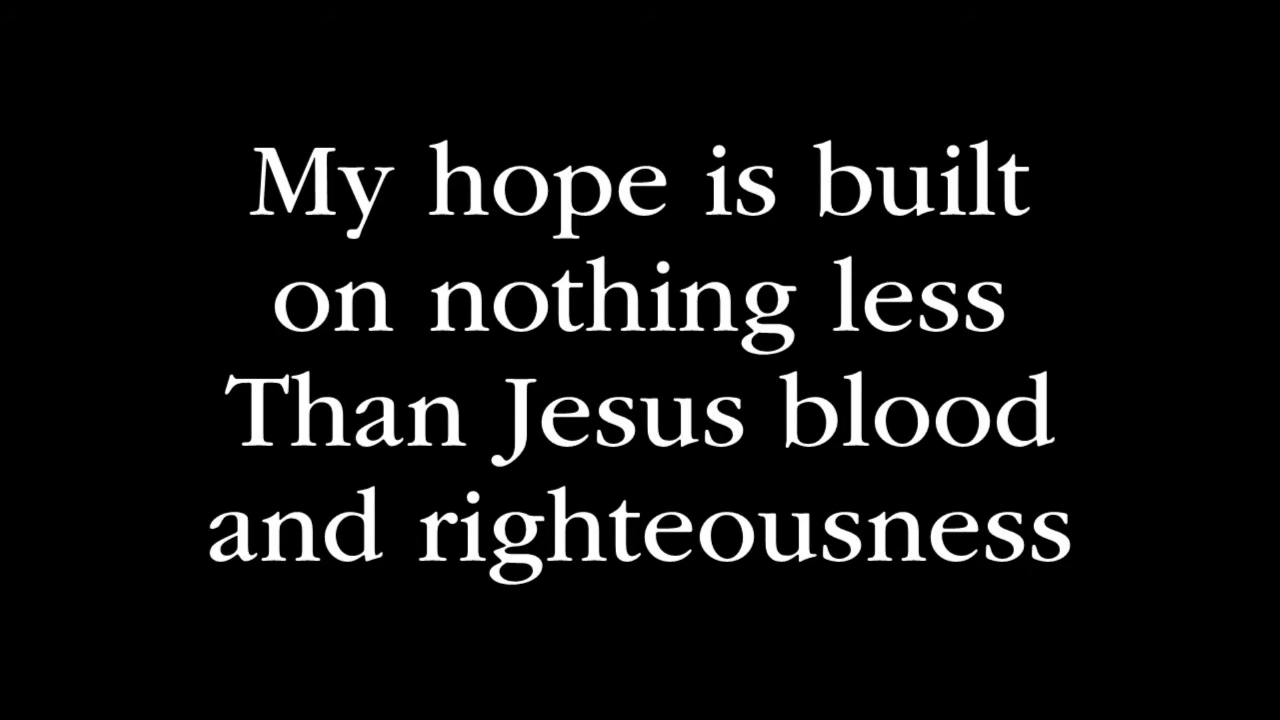 My hope is built
on nothing less
Than Jesus blood
and righteousness